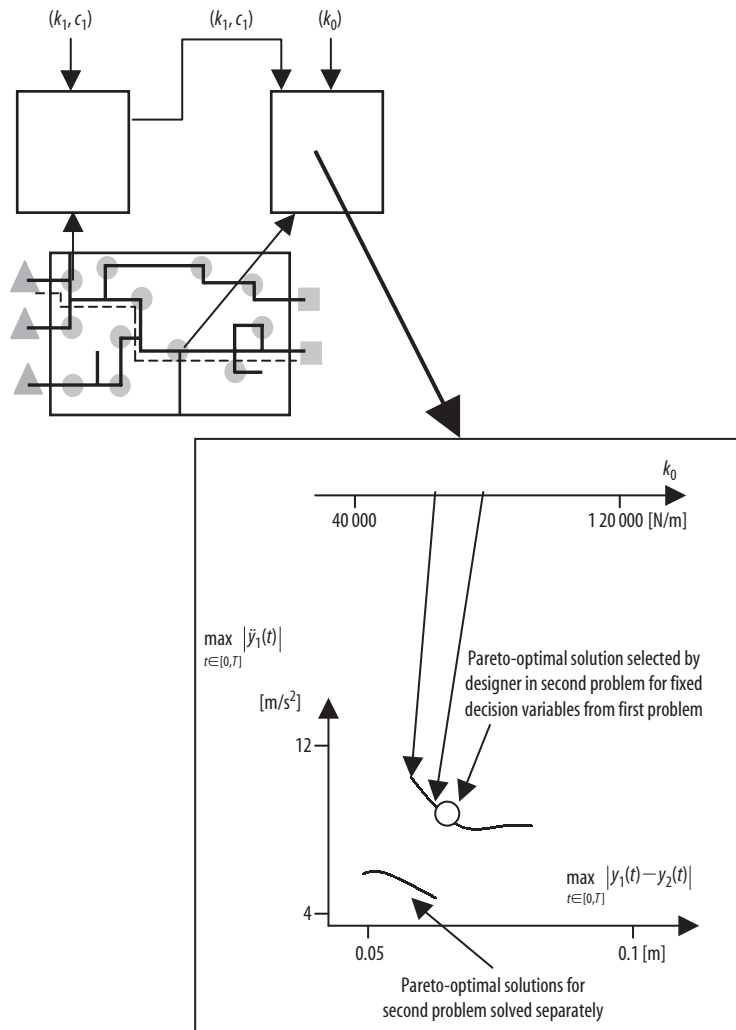 (k₁, c₁)
(k₁, c₁)
(k₀)
k₀
40 000
1 20 000 [N/m]
max |ÿ₁(t)|
t∈[0,T]
[m/s²]
Pareto-optimal solution selected by
designer in second problem for fixed
decision variables from first problem
12
4
max |y₁(t)−y₂(t)|
t∈[0,T]
0.05
0.1 [m]
Pareto-optimal solutions for
second problem solved separately